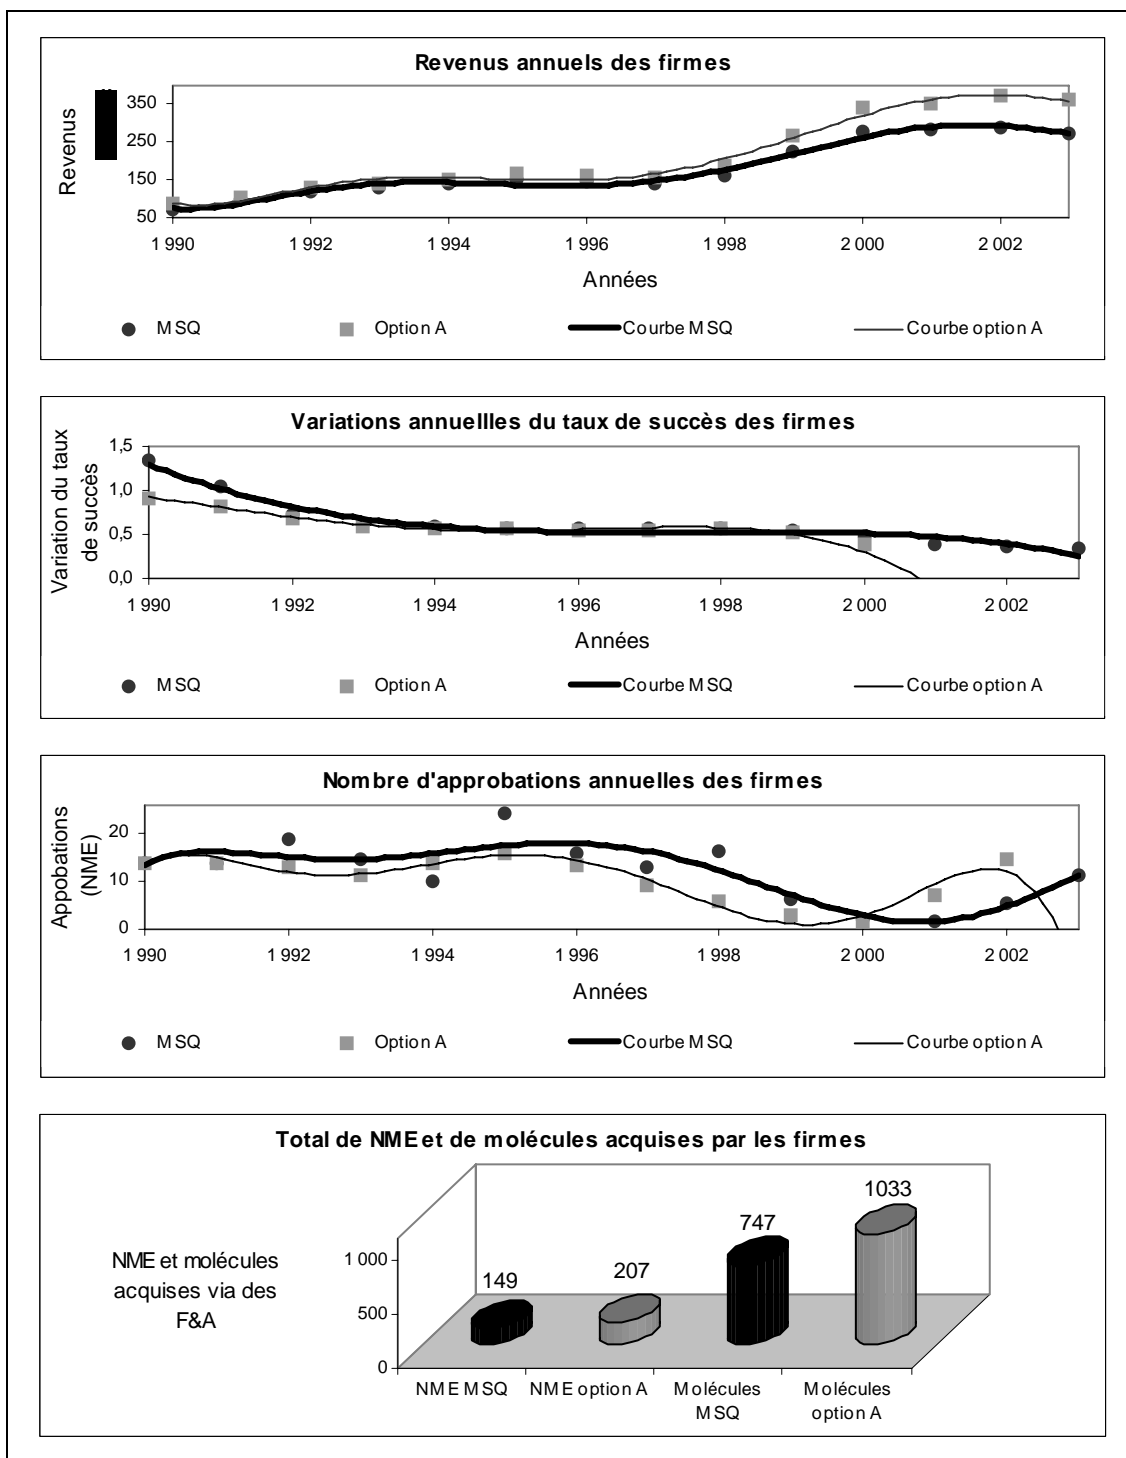 Revenus annuels des firmes
Revenus
350
250
150
50
1 990 1 992 1 994 1 996 1 998 2 000 2 002
Années
MSQ Option A Courbe MSQ Courbe option A
Variations annuellles du taux de succès des firmes
Variation du taux
de succès
1,5
1,0
0,5
0,0
1 990 1 992 1 994 1 996 1 998 2 000 2 002
Années
MSQ Option A Courbe MSQ Courbe option A
Nombre d'approbations annuelles des firmes
Appobations
(NME)
20
10
0
1 990 1 992 1 994 1 996 1 998 2 000 2 002
Années
MSQ Option A Courbe MSQ Courbe option A
Total de NME et de molécules acquises par les firmes
NME et molécules
acquises via des
F&A
1 000
500
0
149
207
747
1033
NME MSQ
NME option A
Molécules
MSQ
Molécules
option A